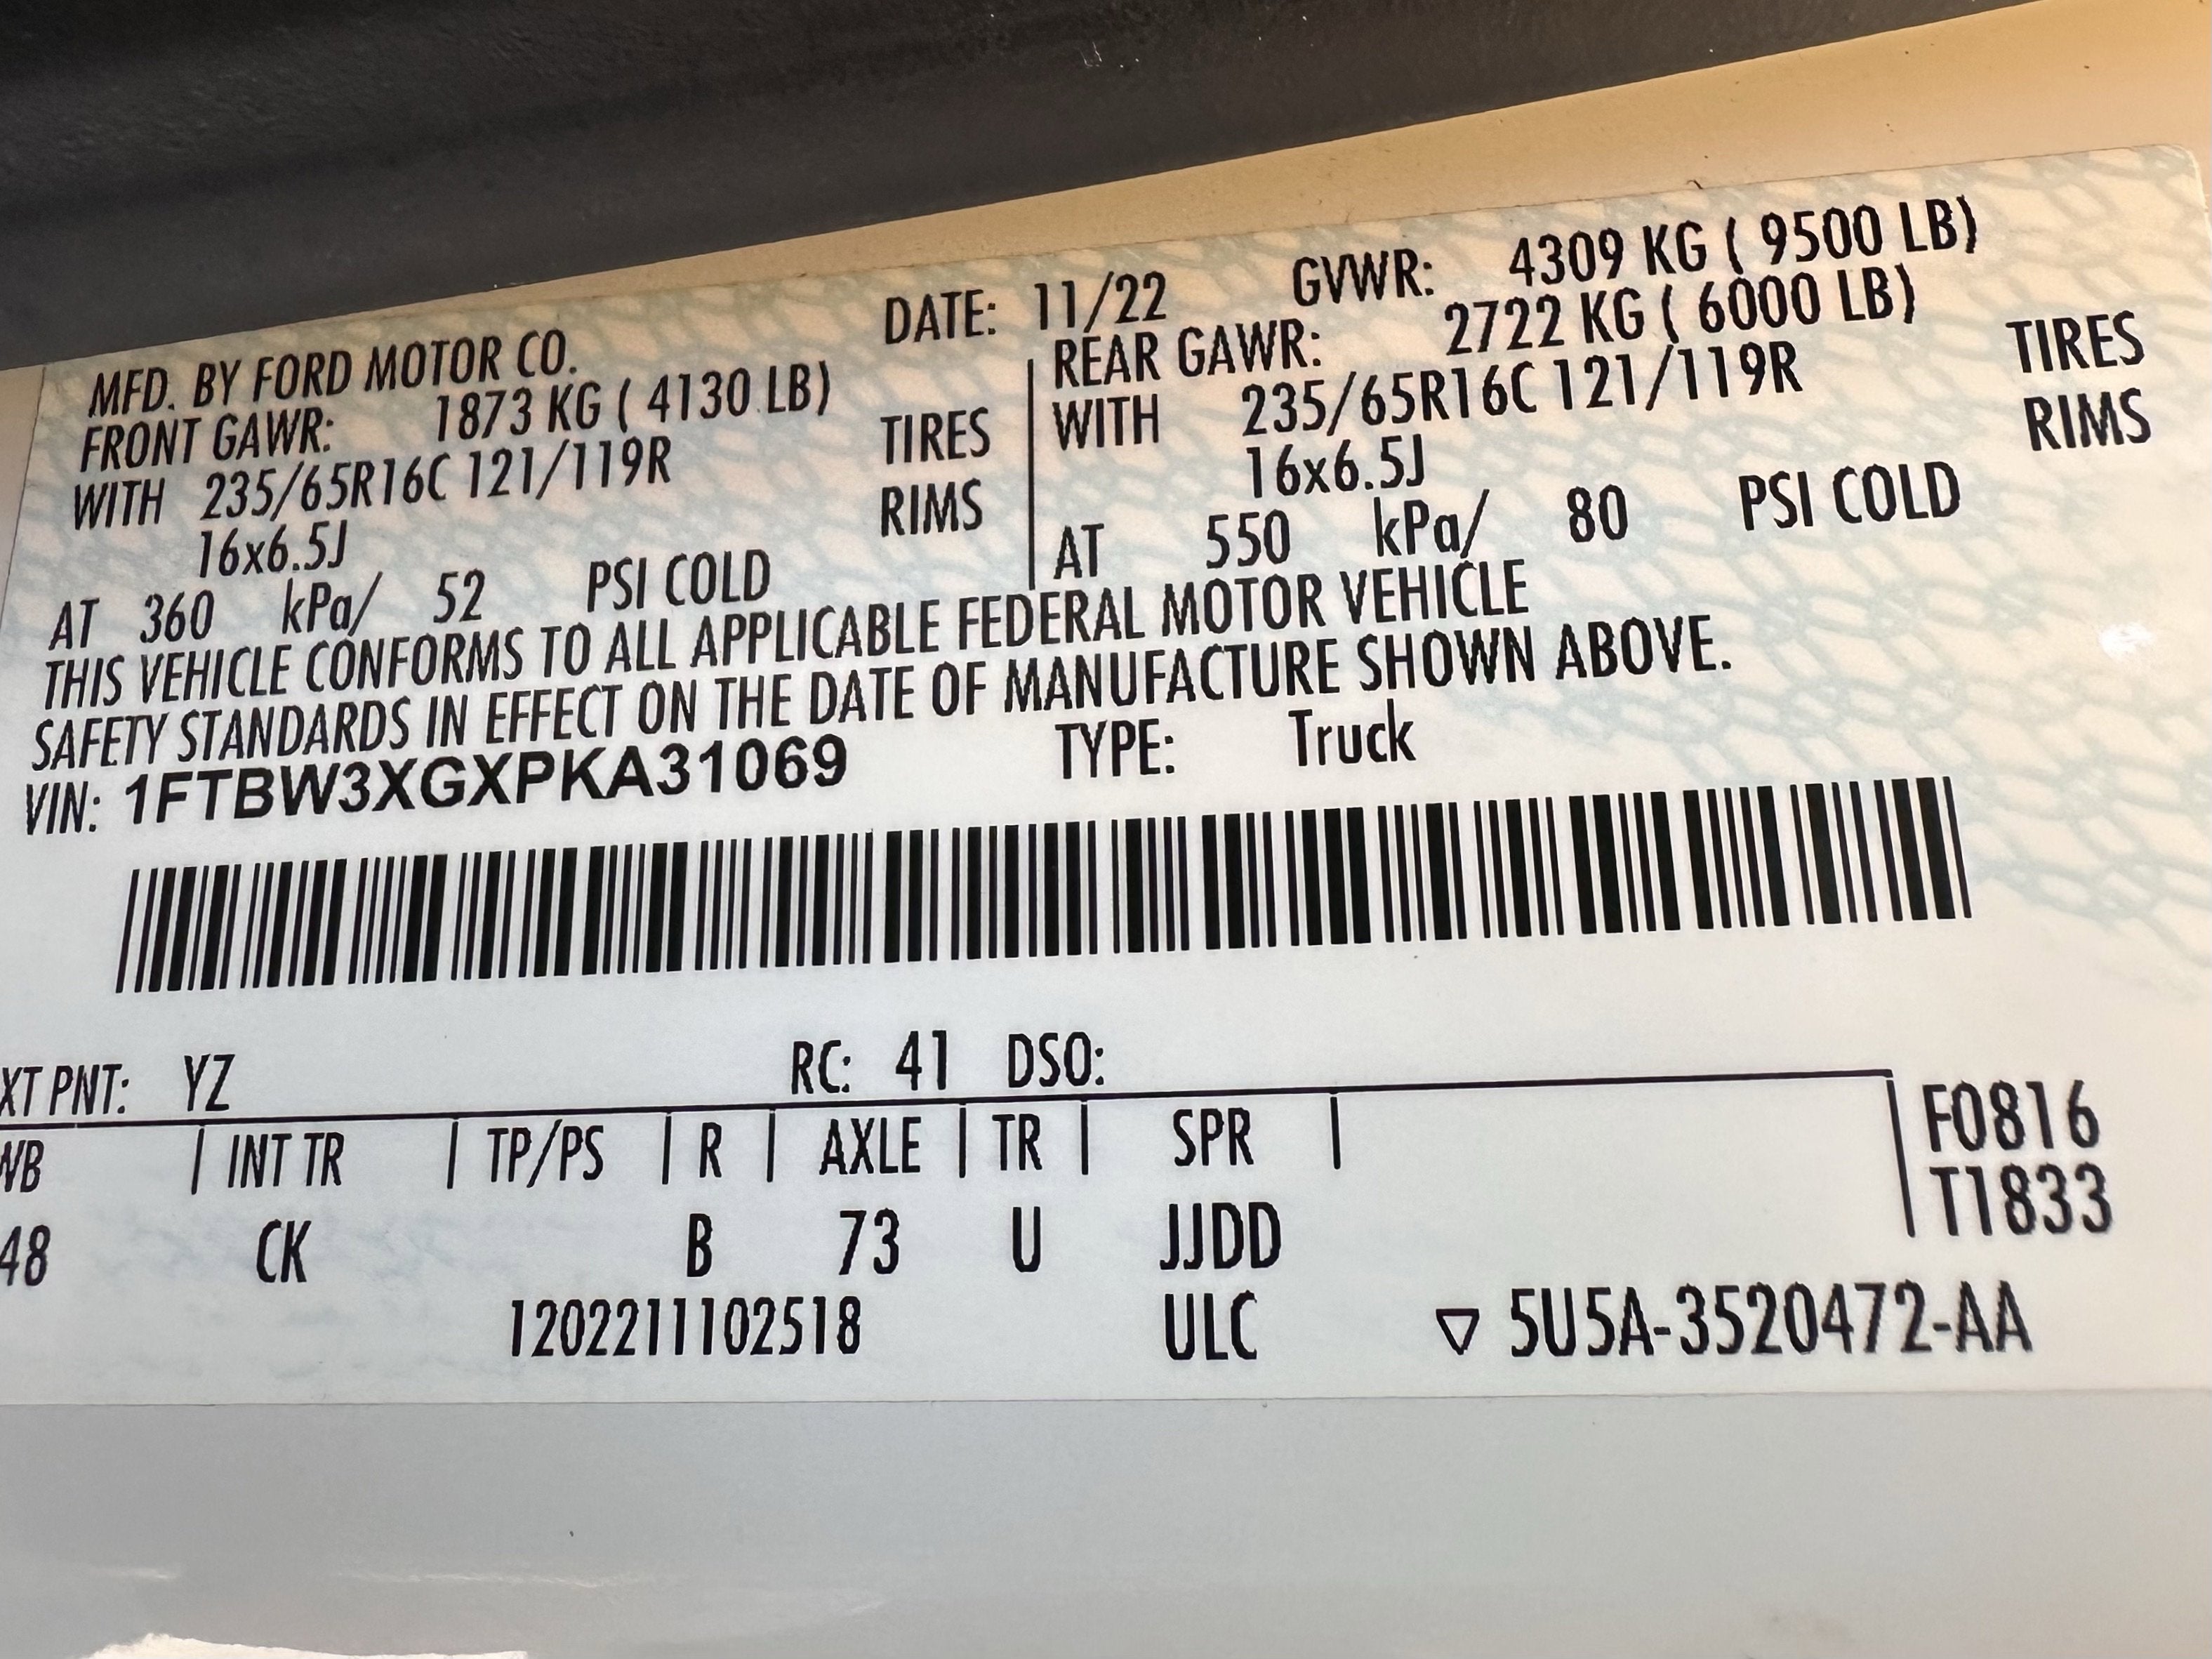 DATE: 11/22 GVWR: 4309 KG ( 9500 LB)
MFD. BY FORD MOTOR CO.
FRONT GAWR: 1873 KG ( 4130 LB)
WITH 235/65R16C 121/119R TIRES
16x6.5J RIMS
AT 360 kPa/ 52 PSI COLD
REAR GAWR: 2722 KG ( 6000 LB)
WITH 235/65R16C 121/119R TIRES
16x6.5J RIMS
AT 550 kPa/ 80 PSI COLD
THIS VEHICLE CONFORMS TO ALL APPLICABLE FEDERAL MOTOR VEHICLE
SAFETY STANDARDS IN EFFECT ON THE DATE OF MANUFACTURE SHOWN ABOVE.
VIN: 1FTBW3XGXPKA31069 TYPE: Truck
XT PNT: YZ RC: 41 DSO:
WB | INT TR | TP/PS | R | AXLE | TR | SPR |
48 CK B 73 U JJDD
F0816
T1833
1202211102518 ULC ▽ 5U5A-3520472-AA